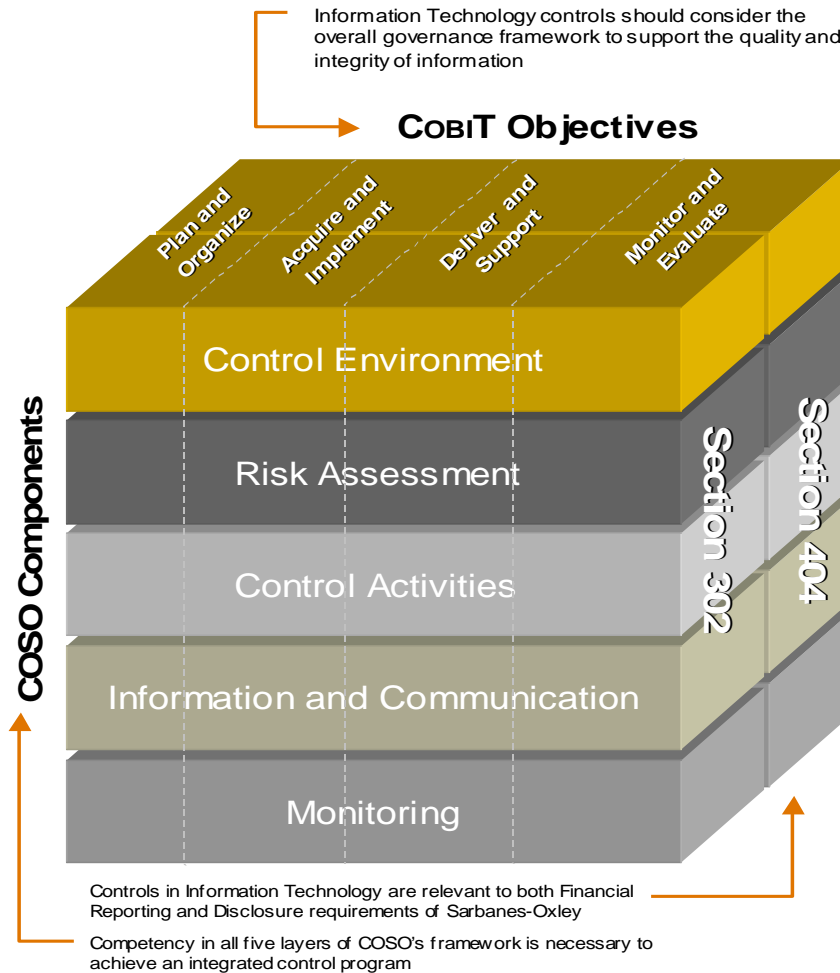 Information Technology controls should consider the
overall governance framework to support the quality and
integrity of information
COBIT Objectives
Plan and
Organize
Acquire and
Implement
Deliver and
Support
Monitor and
Evaluate
COSO Components
Control Environment
Risk Assessment
Control Activities
Information and Communication
Monitoring
Section 302
Section 404
Controls in Information Technology are relevant to both Financial
Reporting and Disclosure requirements of Sarbanes-Oxley
Competency in all five layers of COSO's framework is necessary to
achieve an integrated control program